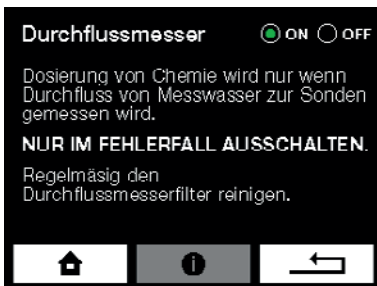 Durchflussmesser ON OFF
Dosierung von Chemie wird nur wenn
Durchfluss von Messwasser zur Sonden
gemessen wird.
NUR IM FEHLERFALL AUSSCHALTEN.
Regelmäsig den
Durchflussmesserfilter reinigen.